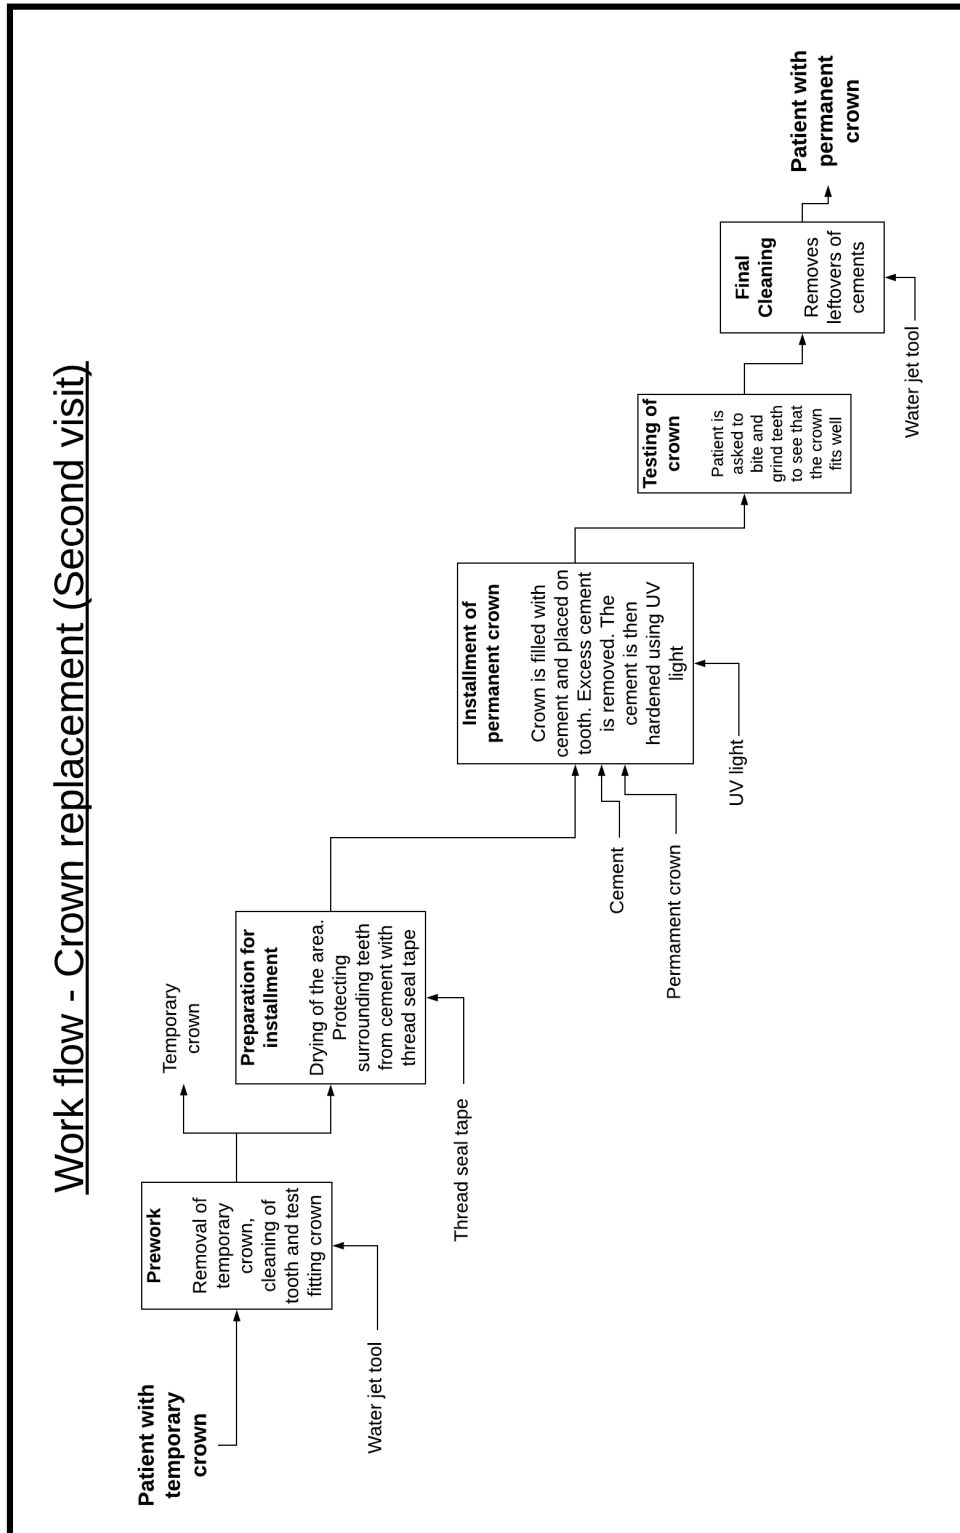 Work flow - Crown replacement (Second visit)
Patient with
temporary
crown
Prework
Removal of
temporary
crown,
cleaning of
tooth and test
fitting crown
Water jet tool
Temporary
crown
Preparation for
installment
Drying of the area.
Protecting
surrounding teeth
from cement with
thread seal tape
Thread seal tape
Installment of
permanent crown
Crown is filled with
cement and placed on
tooth. Excess cement
is removed. The
cement is then
hardened using UV
light
Cement
Permament crown
UV light
Testing of
crown
Patient is
asked to
bite and
grind teeth
to see that
the crown
fits well
Final
Cleaning
Removes
leftovers of
cements
Water jet tool
Patient with
permanent
crown